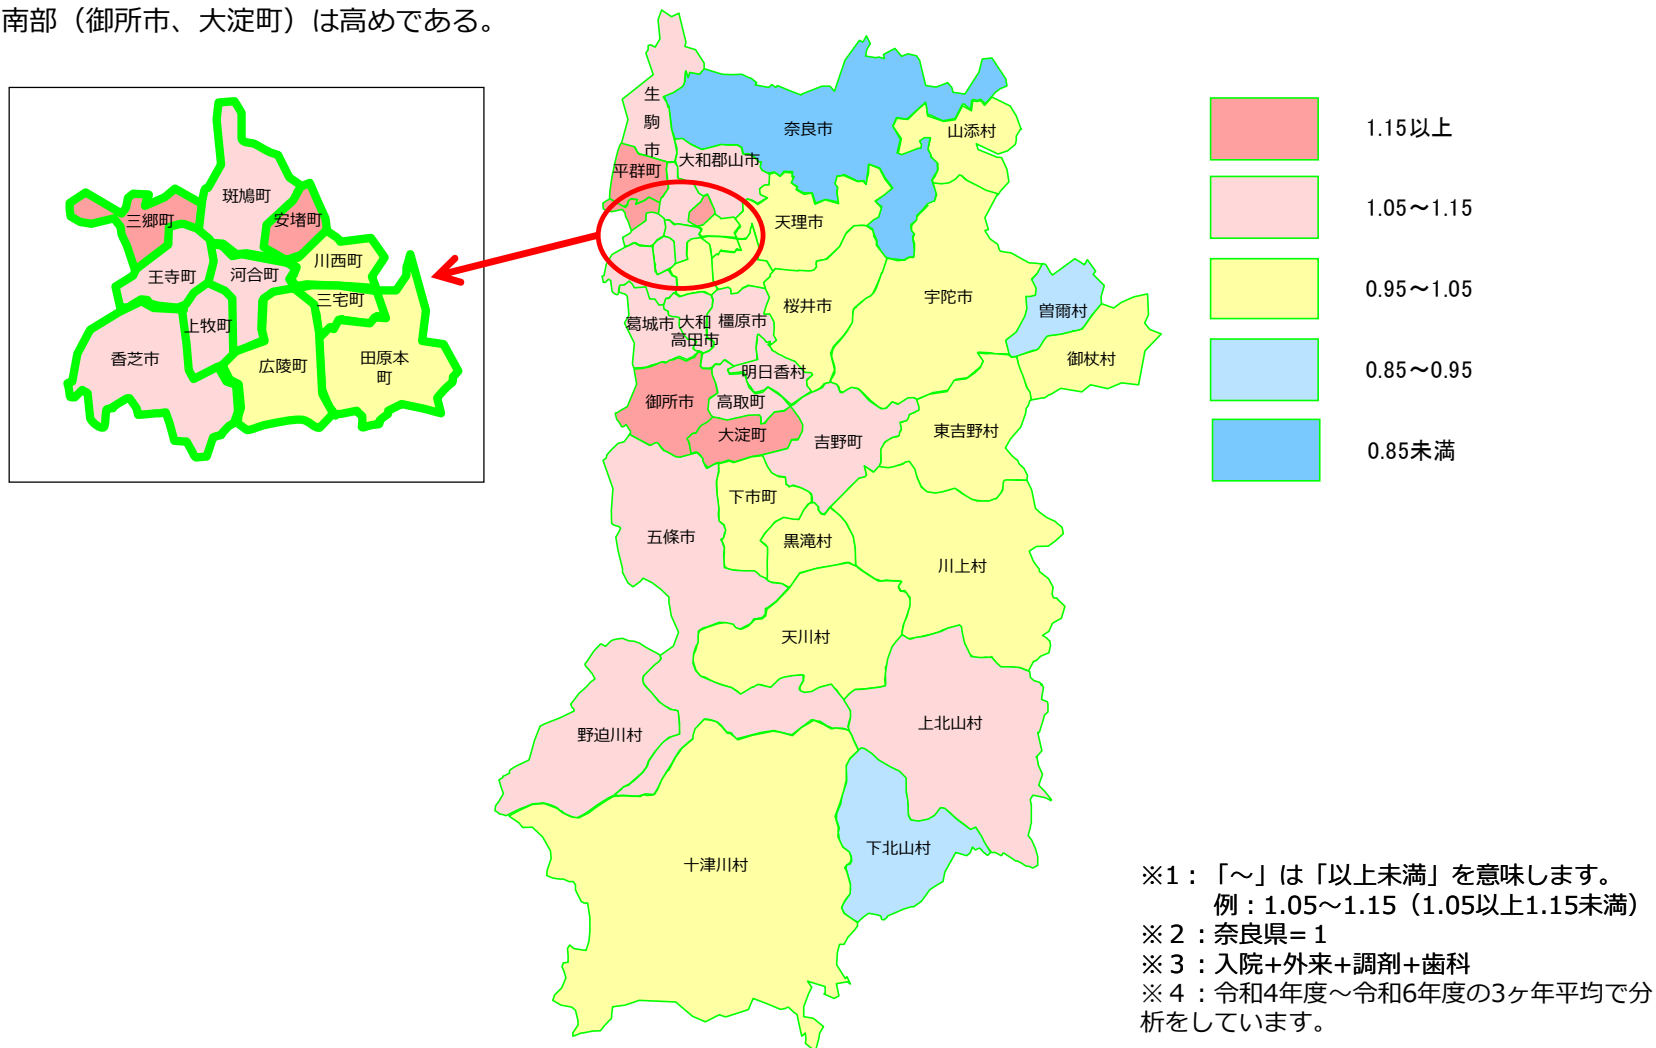 南部（御所市、大淀町）は高めである。
生駒市
奈良市
山添村
平群町
大和郡山市
天理市
斑鳩町
三郷町
安堵町
川西町
王寺町
河合町
三宅町
上牧町
香芝市
広陵町
田原本
町
宇陀市
曽爾村
桜井市
葛城市
大和
高田市
橿原市
御杖村
明日香村
御所市
高取町
大淀町
吉野町
東吉野村
下市町
五條市
黒滝村
川上村
天川村
野迫川村
上北山村
十津川村
下北山村
1.15以上
1.05～1.15
0.95～1.05
0.85～0.95
0.85未満
※1：「～」は「以上未満」を意味します。
例：1.05～1.15（1.05以上1.15未満）
※２：奈良県=１
※３：入院+外来+調剤+歯科
※４：令和4年度～令和6年度の3ヶ年平均で分
析をしています。